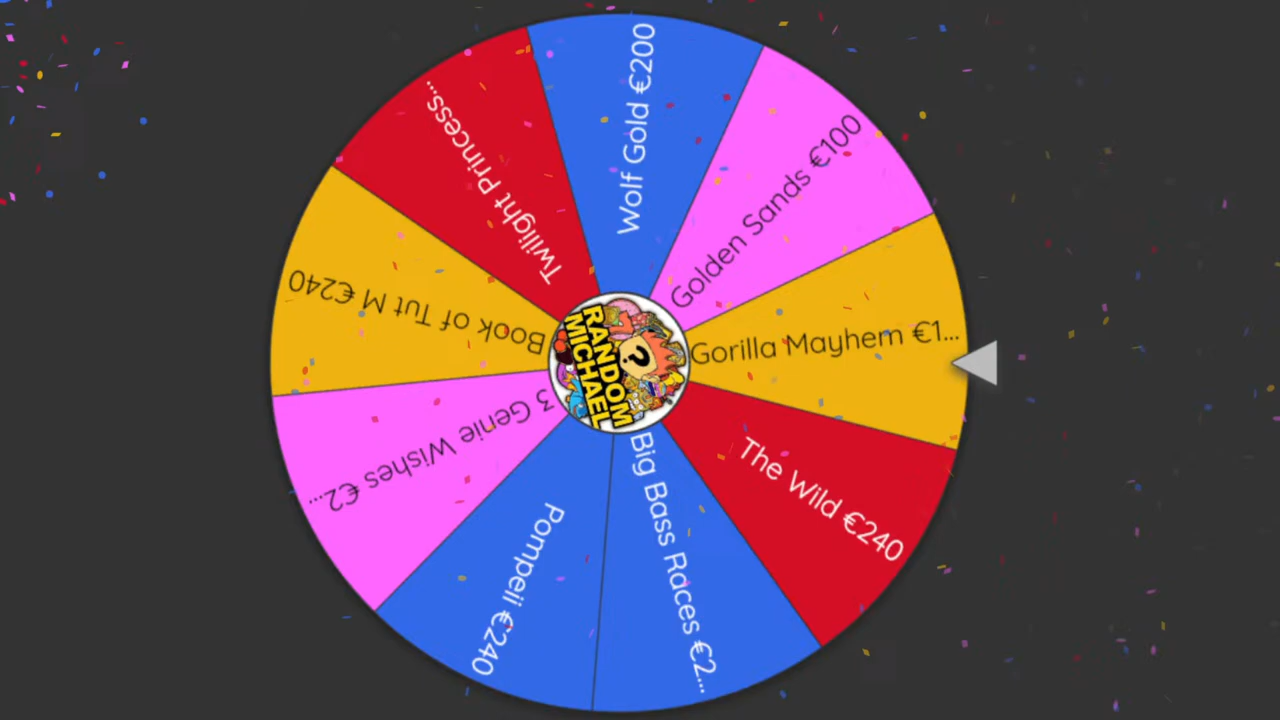 Wolf Gold €200
Golden Sands €100
Gorilla Mayhem €1...
The Wild €240
Big Bass Races €2...
Pompeii €240
3 Genie Wishes €2...
Book of Tut M €240
Twilight Princess...
RANDOM
MICHAEL
?